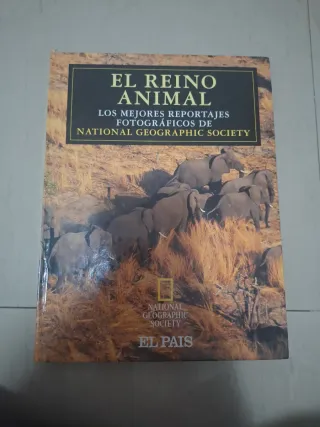 EL REINO
ANIMAL
LOS MEJORES REPORTAJES
FOTOGRÁFICOS DE
NATIONAL GEOGRAPHIC SOCIETY
NATIONAL
GEOGRAPHIC
SOCIETY
EL PAIS